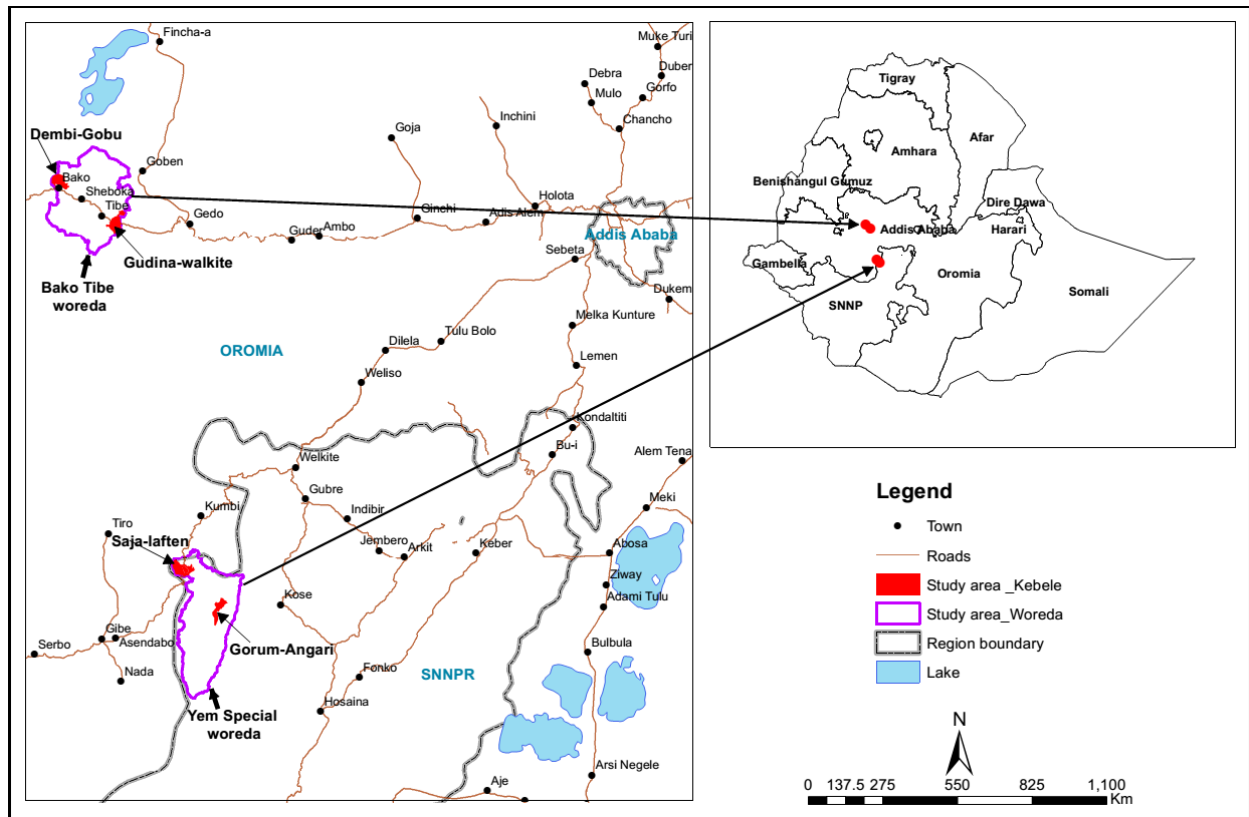 Fincha-a
Muke Turi
Duber
Debra
Mulo
Gorfo
Chancho
Inchini
Goja
Dembi-Gobu
Goben
Bako
Sheboka
Tibe
Gedo
Holota
Ginchi
Adis Alem
Guder
Ambo
Addis Ababa
Gudina-walkite
Sebeta
Bako Tibe
woreda
Dukem
Melka Kunture
Tulu Bolo
Dilela
OROMIA
Lemen
Weliso
Kondaltiti
Bu-i
Alem Tena
Welkite
Gubre
Meki
Kumbi
Indibir
Tiro
Saja-laften
Jembero
Arkit
Keber
Abosa
Ziway
Kose
Adami Tulu
Gibe
Asendabo
Serbo
Gorum-Angari
Bulbula
Nada
Fonko
SNNPR
Hosaina
Yem Special
woreda
Arsi Negele
Aje
Tigray
Afar
Amhara
Benishangul Gumuz
Dire Dawa
Harari
Addis Ababa
Gambella
Oromia
Somali
SNNP
Legend
Town
Roads
Study area _Kebele
Study area_Woreda
Region boundary
Lake
N
0 137.5 275 550 825 1,100
Km